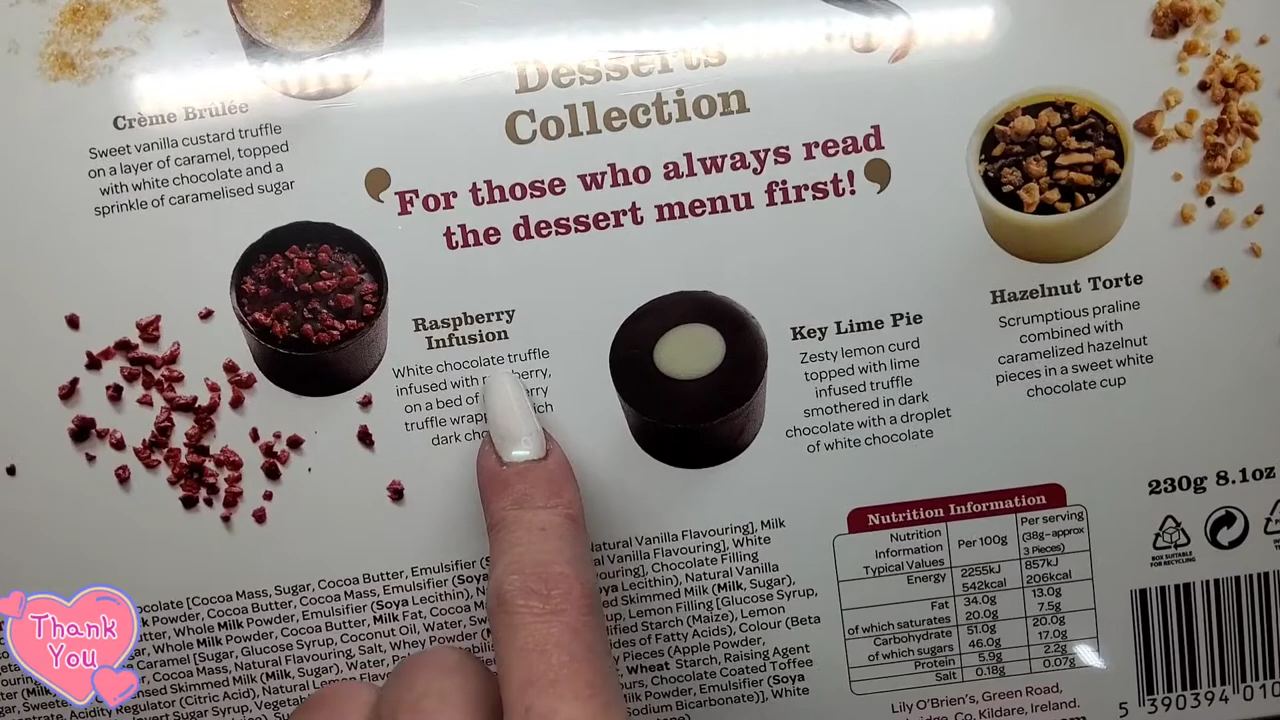 Desserts
Collection
‘For those who always read
the dessert menu first!’
Crème Brûlée
Sweet vanilla custard truffle
on a layer of caramel, topped
with white chocolate and a
sprinkle of caramelised sugar
Raspberry
Infusion
White chocolate truffle
infused with
on a bed of
truffle
dark
Key Lime Pie
Zesty lemon curd
topped with lime
infused truffle
smothered in dark
chocolate with a droplet
of white chocolate
Hazelnut Torte
Scrumptious praline
combined with
caramelized hazelnut
pieces in a sweet white
chocolate cup
230g 8.1oz
BOX SUITABLE
FOR RECYCLING
Nutrition Information
Nutrition Information Typical Values Per 100g Per serving (38g–approx 3 Pieces)
Energy 2255kJ 857kJ
542kcal 206kcal
Fat 34.0g 13.0g
of which saturates 20.0g 7.5g
Carbohydrate 51.0g 20.0g
of which sugars 46.0g 17.0g
Protein 5.9g 2.2g
Salt 0.18g 0.07g
[Cocoa Mass, Sugar, Cocoa Butter, Emulsifier Natural Vanilla Flavouring], Milk
Milk Powder, Cocoa Butter, Cocoa Mass, Emulsifier (Soya Vanilla Flavouring], White
Whole Milk Powder, Emulsifier (Soya Lecithin), Chocolate Filling
Whole Milk Powder, Cocoa Butter, Milk Fat, Cocoa Lecithin), Natural Vanilla
Caramel [Sugar, Glucose Syrup, Skimmed Milk (Milk, Sugar),
Cocoa Mass, Natural Flavouring, Salt, Lemon Filling [Glucose Syrup,
Coconut Oil, Water, Starch (Maize), Lemon
Whey Powder of Fatty Acids), Colour (Beta
Skimmed Milk (Milk, Sugar), Water, Pieces (Apple Powder,
Acidity Regulator (Citric Acid), Natural Wheat Starch, Raising Agent
Sugar Syrup, Chocolate Coated Toffee
Milk Powder, Emulsifier (Soya
Sodium Bicarbonate)], White
Lily O'Brien's, Green Road,
Co. Kildare, Ireland.
5 390394 010
Thank
You